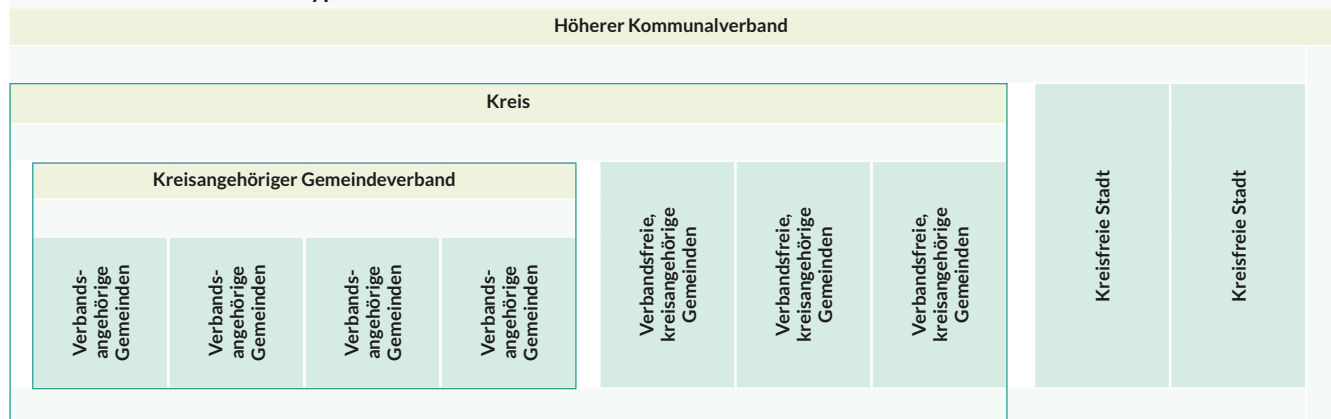 Höherer Kommunalverband
Kreis
Kreisangehöriger Gemeindeverband
Verbands-
angehörige
Gemeinden
Verbands-
angehörige
Gemeinden
Verbands-
angehörige
Gemeinden
Verbands-
angehörige
Gemeinden
Verbandsfreie,
kreisangehörige
Gemeinden
Verbandsfreie,
kreisangehörige
Gemeinden
Verbandsfreie,
kreisangehörige
Gemeinden
Kreisfreie Stadt
Kreisfreie Stadt